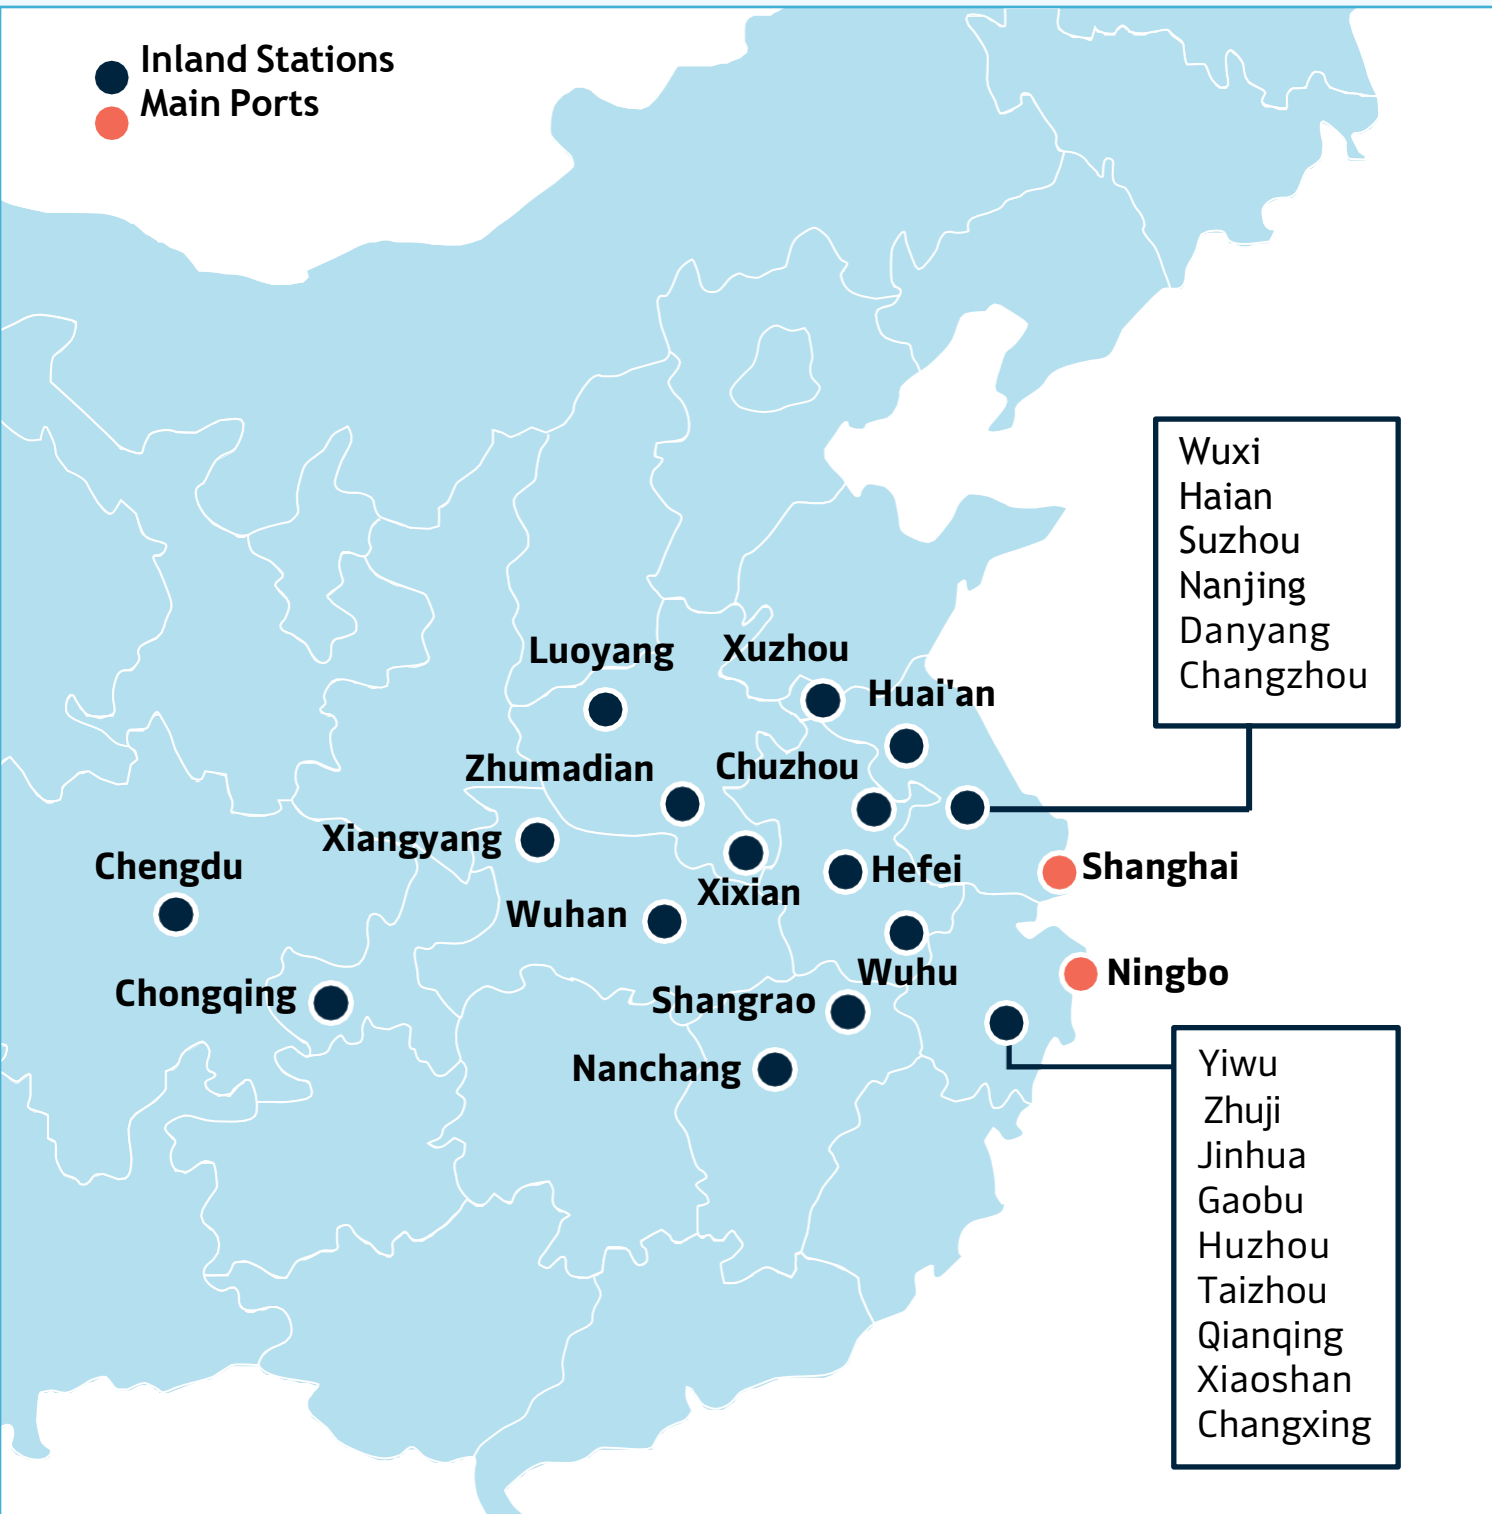 Inland Stations
Main Ports
Wuxi
Haian
Suzhou
Nanjing
Danyang
Changzhou
Luoyang
Xuzhou
Huai'an
Zhumadian
Chuzhou
Xiangyang
Chengdu
Hefei
Shanghai
Xixian
Wuhan
Wuhu
Ningbo
Chongqing
Shangrao
Nanchang
Yiwu
Zhuji
Jinhua
Gaobu
Huzhou
Taizhou
Qianqing
Xiaoshan
Changxing